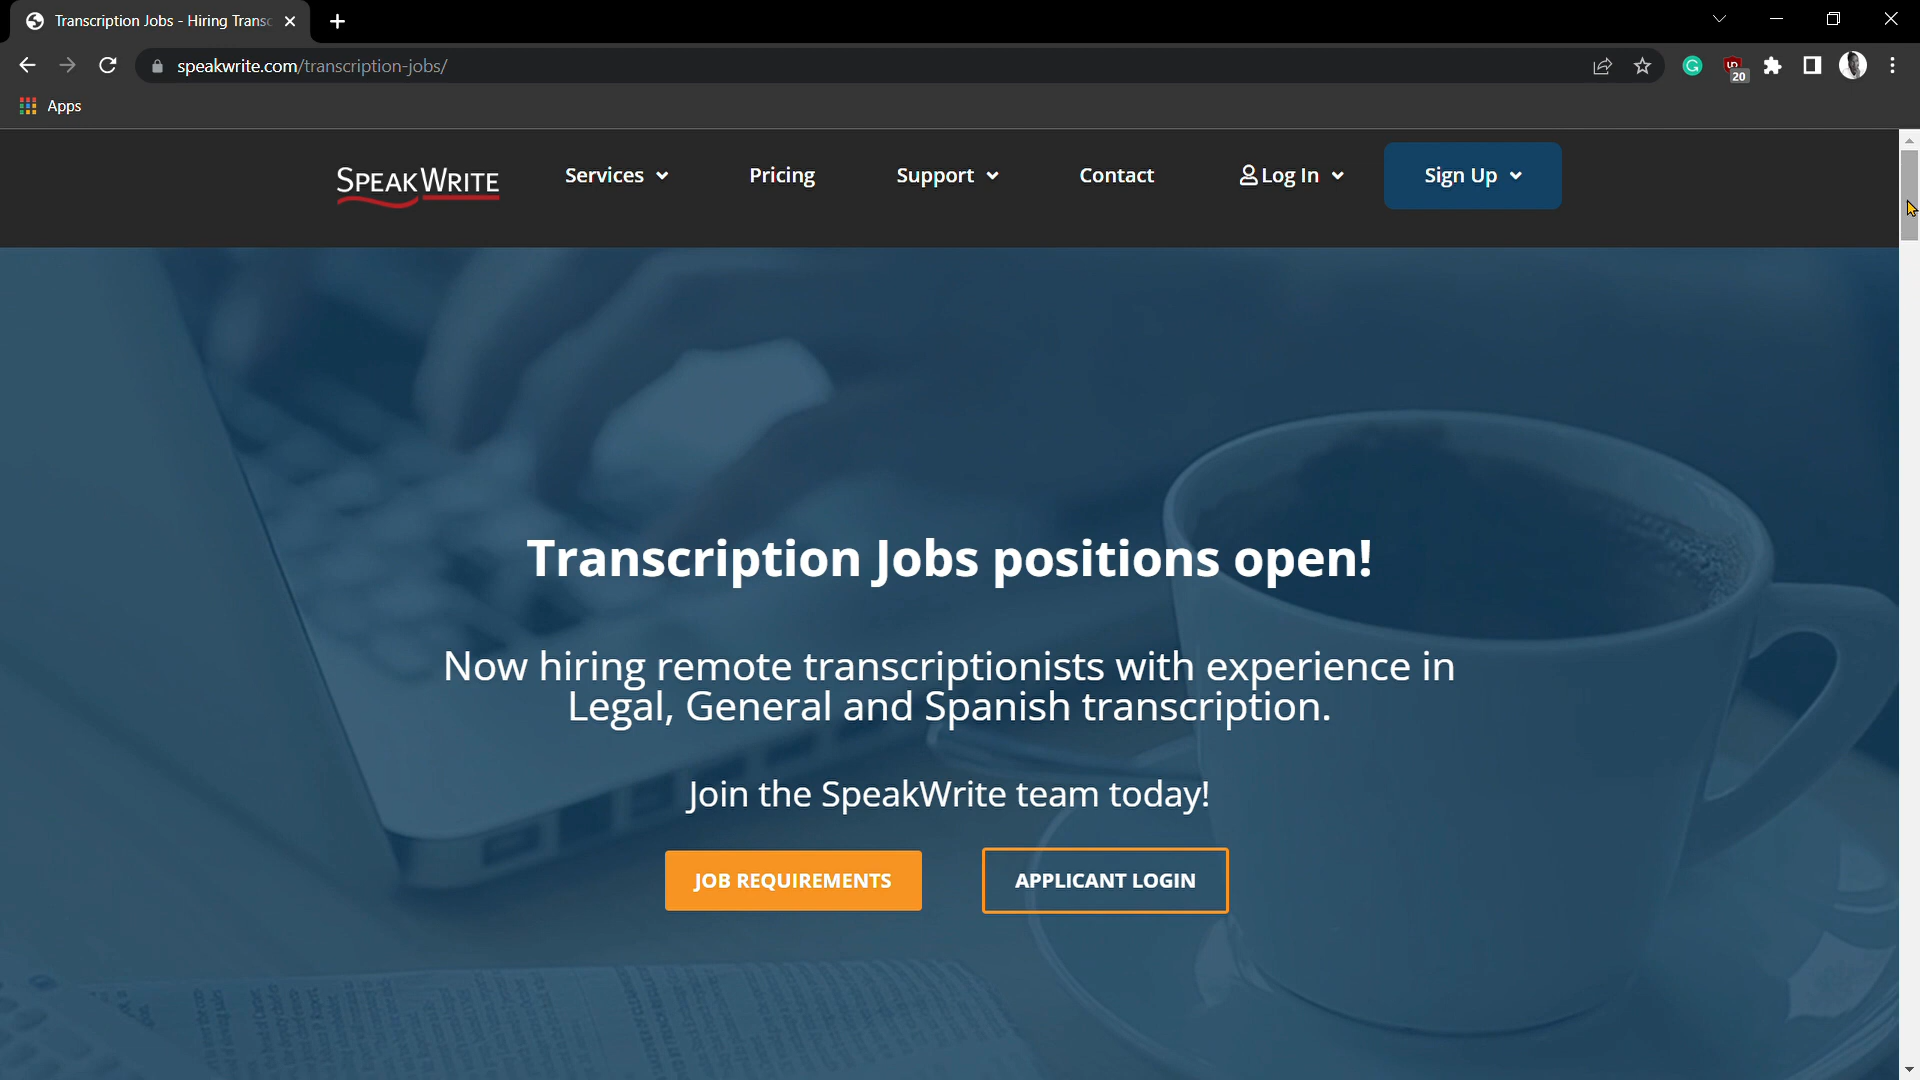 Transcription Jobs - Hiring Transc
speakwrite.com/transcription-jobs/
20
Apps
SPEAKWRITE
Services
Pricing
Support
Contact
Log In
Sign Up
Transcription Jobs positions open!
Now hiring remote transcriptionists with experience in
Legal, General and Spanish transcription.
Join the SpeakWrite team today!
JOB REQUIREMENTS
APPLICANT LOGIN